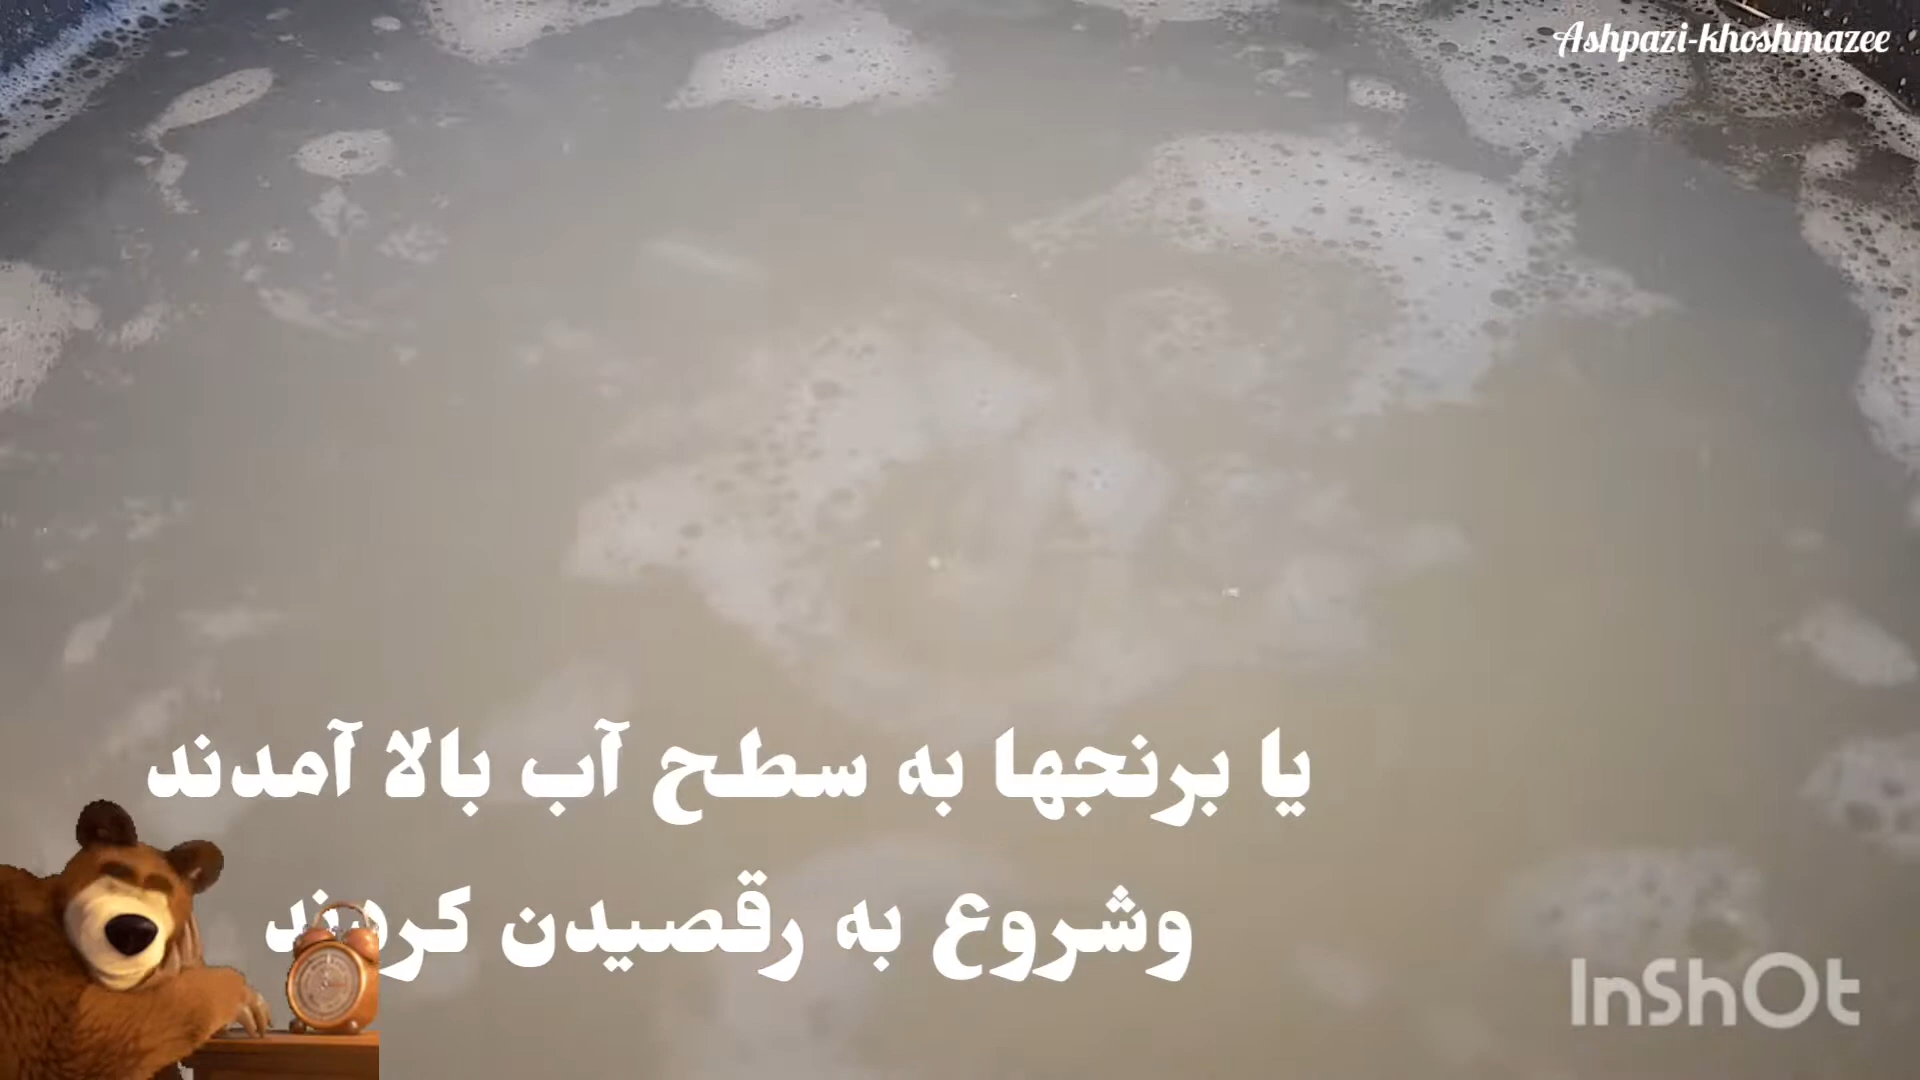 Ashpazi-khoshmazee
یا برنجها به سطح آب بالا آمدند
وشروع به رقصیدن کردند
InShOt